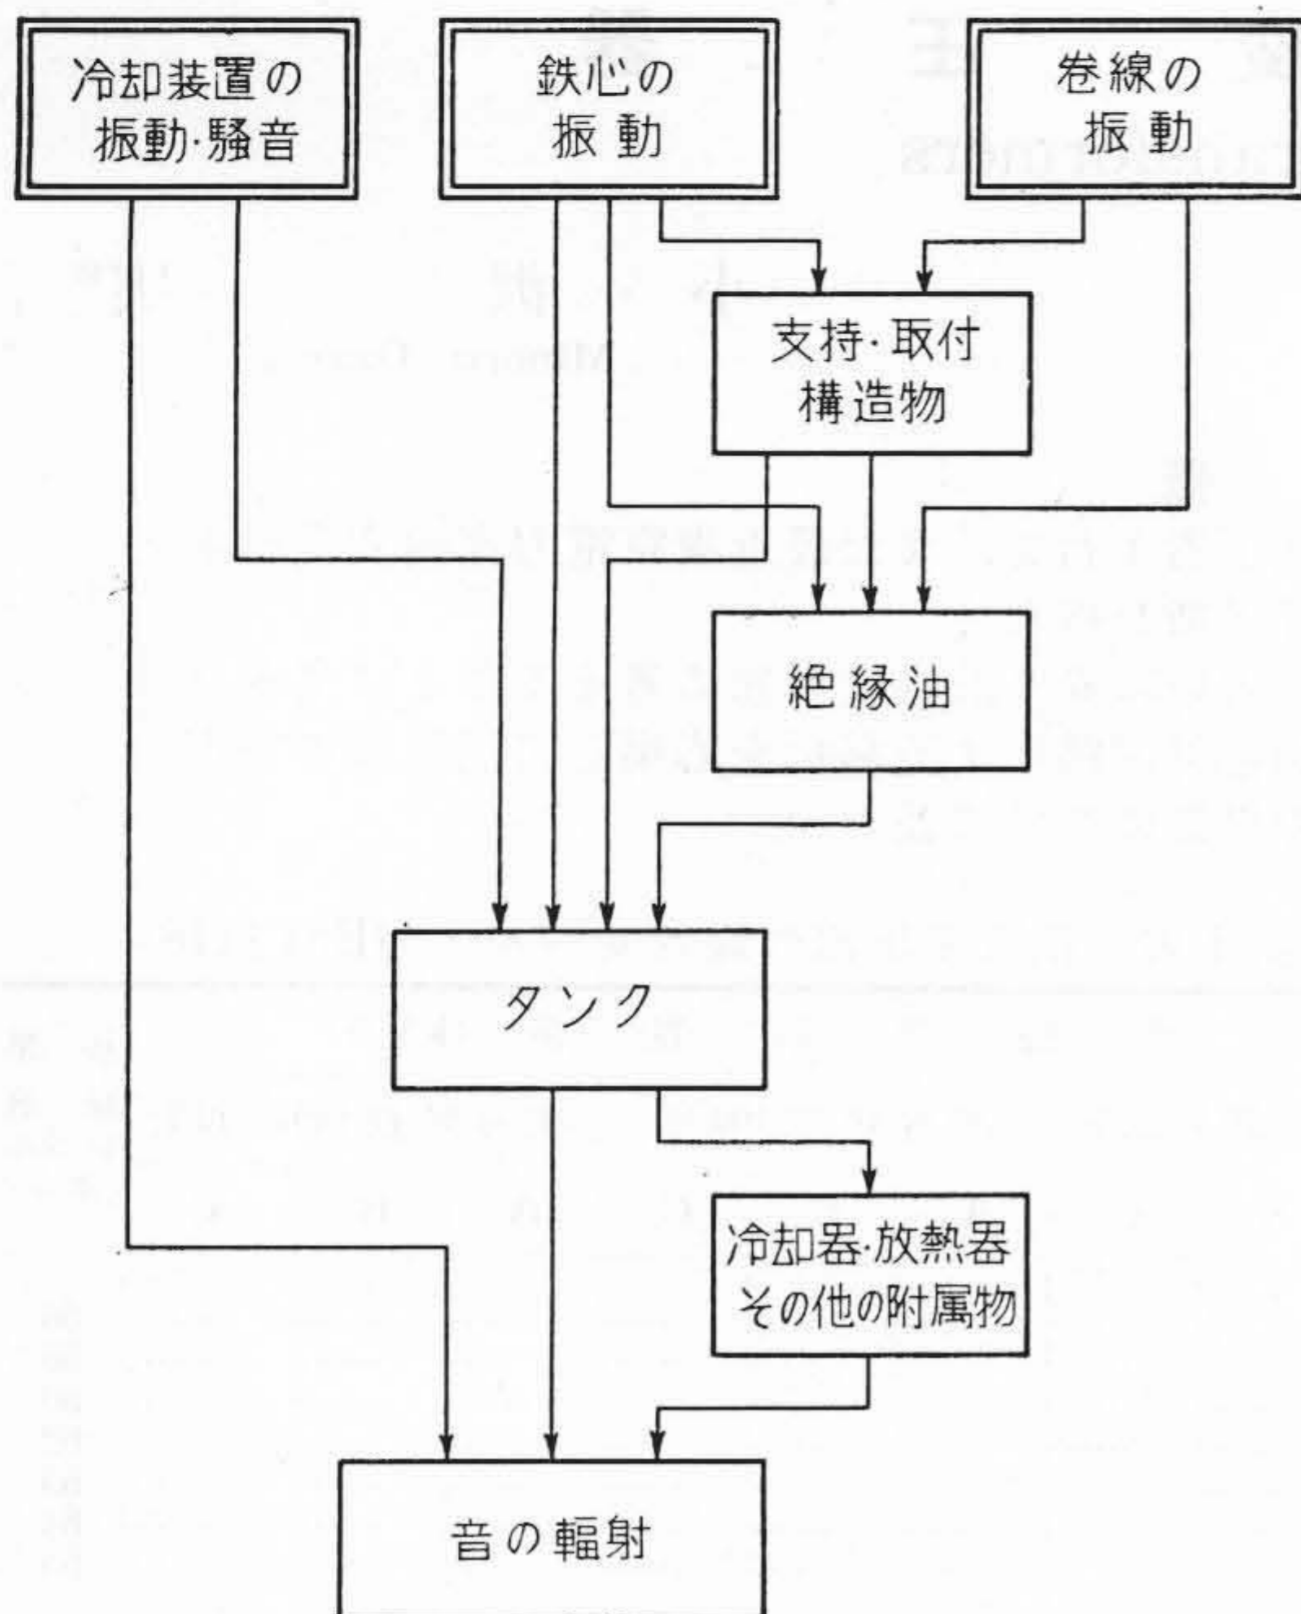 冷却装置の
振動・騒音
鉄心の
振動
巻線の
振動
支持・取付
構造物
絶縁油
タンク
冷却器・放熱器
その他の附属物
音の輻射